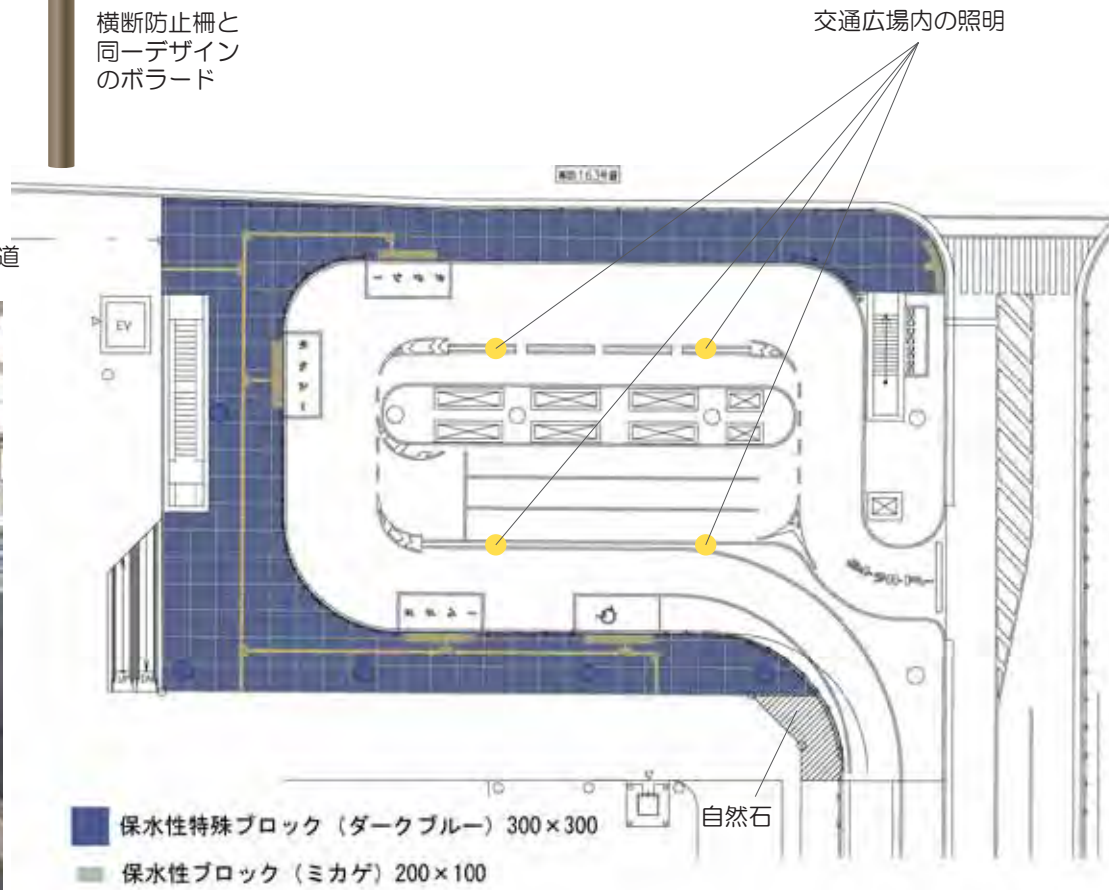 横断防止柵と
同一デザイン
のボラード
交通広場内の照明
道
EV
自然石
保水性特殊ブロック（ダークブルー）300×300
保水性ブロック（ミカゲ）200×100